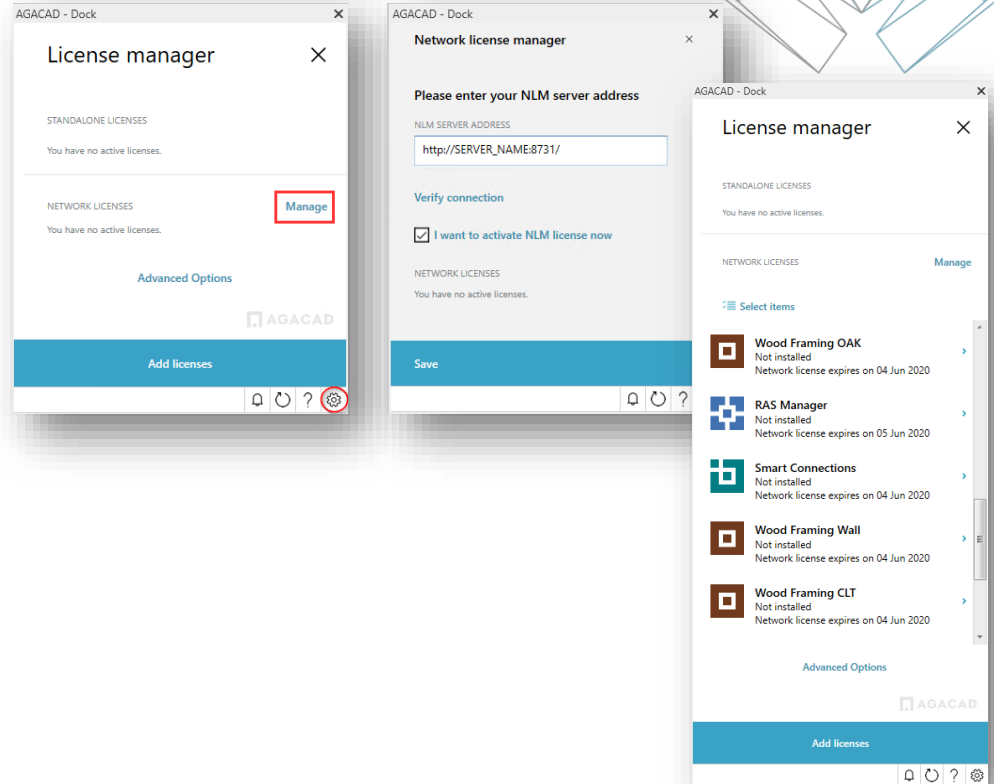 AGACAD - Dock
License manager
STANDALONE LICENSES
You have no active licenses.
NETWORK LICENSES
Manage
You have no active licenses.
Advanced Options
AGACAD
Add licenses
AGACAD - Dock
Network license manager
Please enter your NLM server address
NLM SERVER ADDRESS
http://SERVER_NAME:8731/
Verify connection
I want to activate NLM license now
NETWORK LICENSES
You have no active licenses.
Save
AGACAD - Dock
License manager
STANDALONE LICENSES
You have no active licenses.
NETWORK LICENSES
Manage
Select items
Wood Framing OAK
Not installed
Network license expires on 04 Jun 2020
RAS Manager
Not installed
Network license expires on 05 Jun 2020
Smart Connections
Not installed
Network license expires on 04 Jun 2020
Wood Framing Wall
Not installed
Network license expires on 04 Jun 2020
Wood Framing CLT
Not installed
Network license expires on 04 Jun 2020
Advanced Options
AGACAD
Add licenses